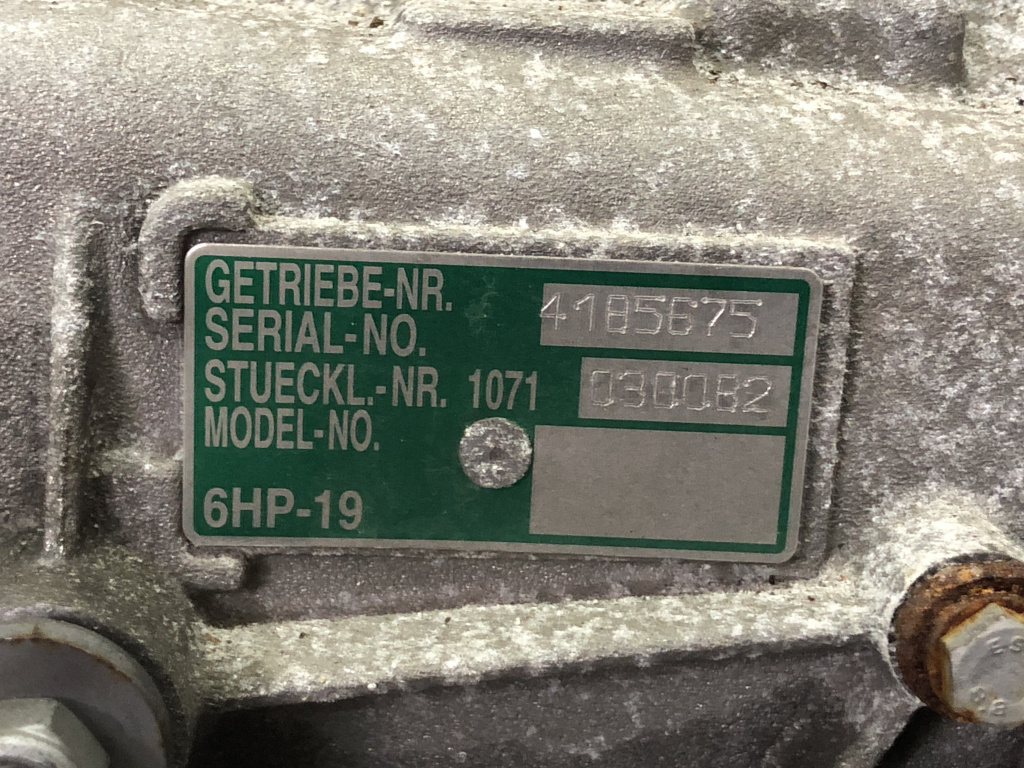 GETRIEBE-NR.
SERIAL-NO. 4185675
STUECKL.-NR. 1071 030082
MODEL-NO.
6HP-19